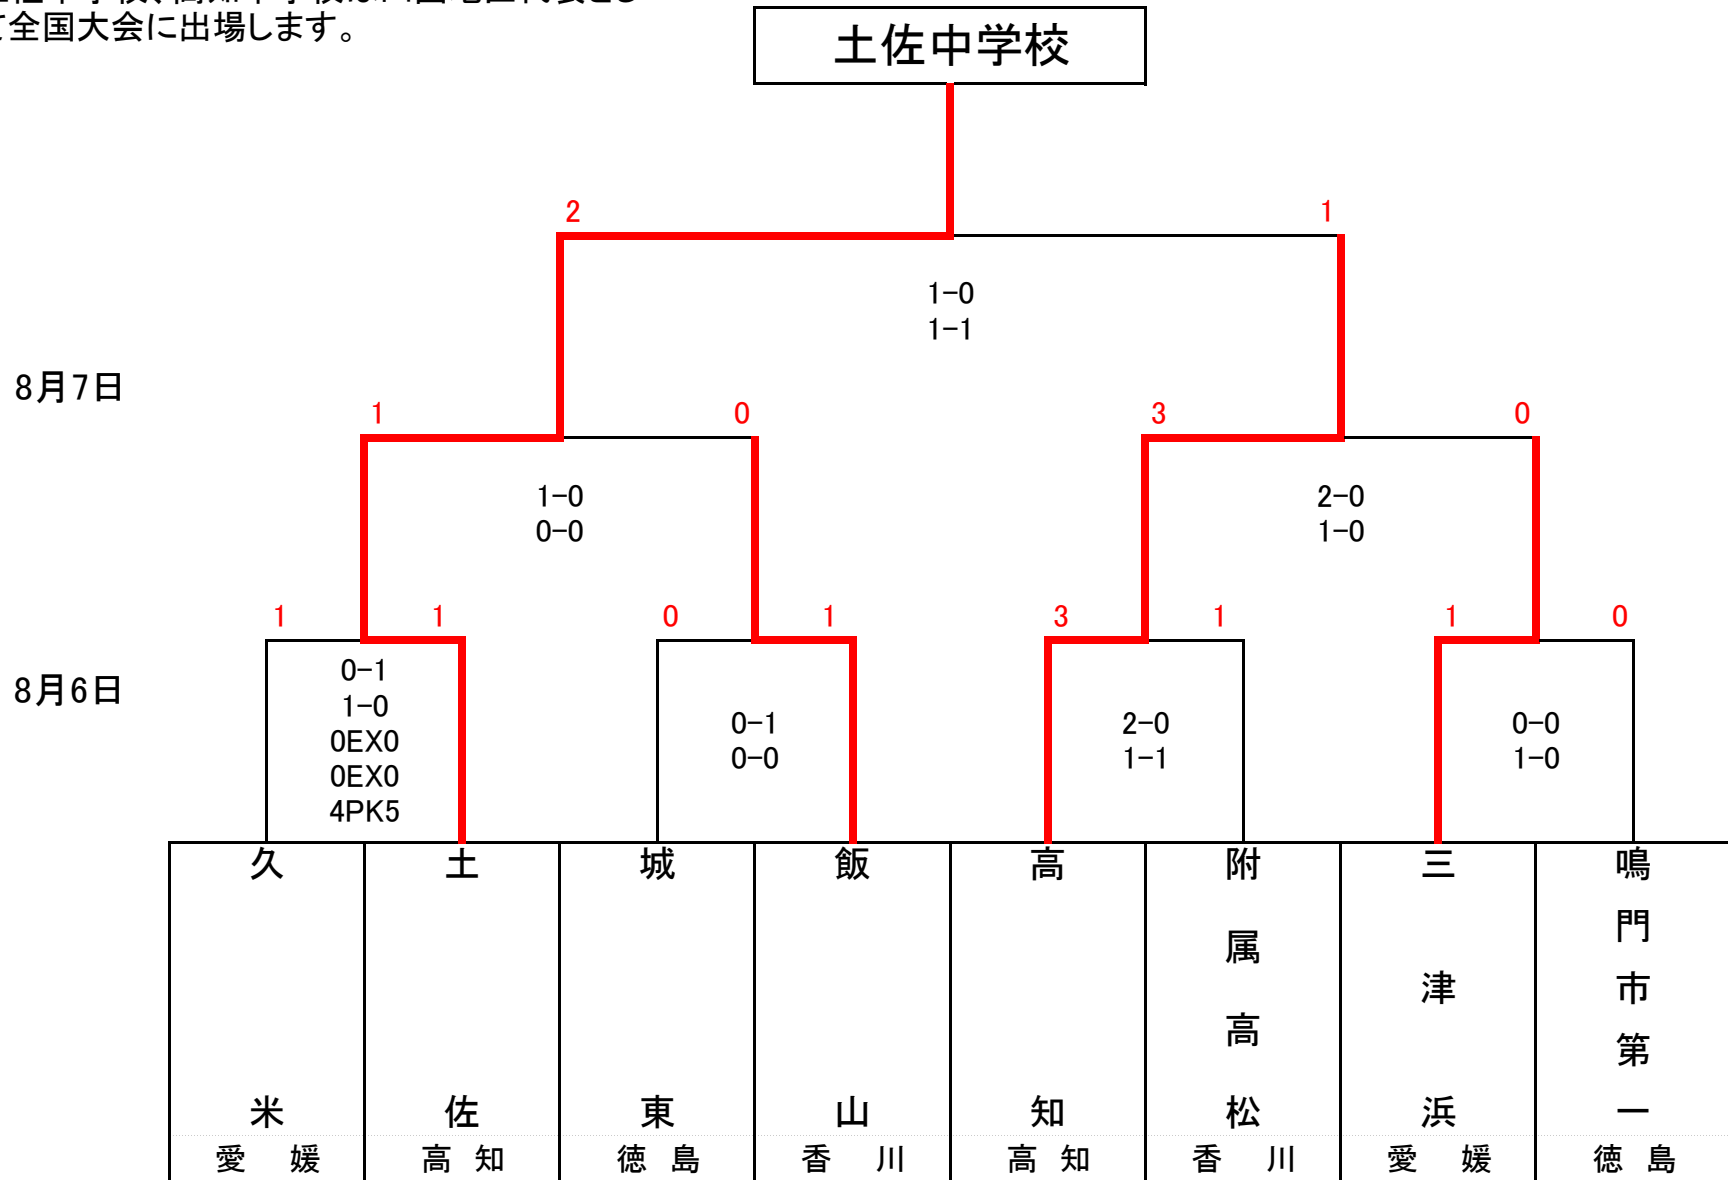 て全国大会に出場します。
土佐中学校
2 1
1-0
1-1
8月7日
1 0 3 0
1-0 2-0
0-0 1-0
1 1 0 1 3 1 1 0
8月6日
0-1
1-0
0EX0
0EX0
4PK5
0-1
0-0
2-0
1-1
0-0
1-0
久米 土佐 城東 飯山 高知 附属高松 三津浜 鳴門市第一
愛媛 高知 徳島 香川 高知 香川 愛媛 徳島